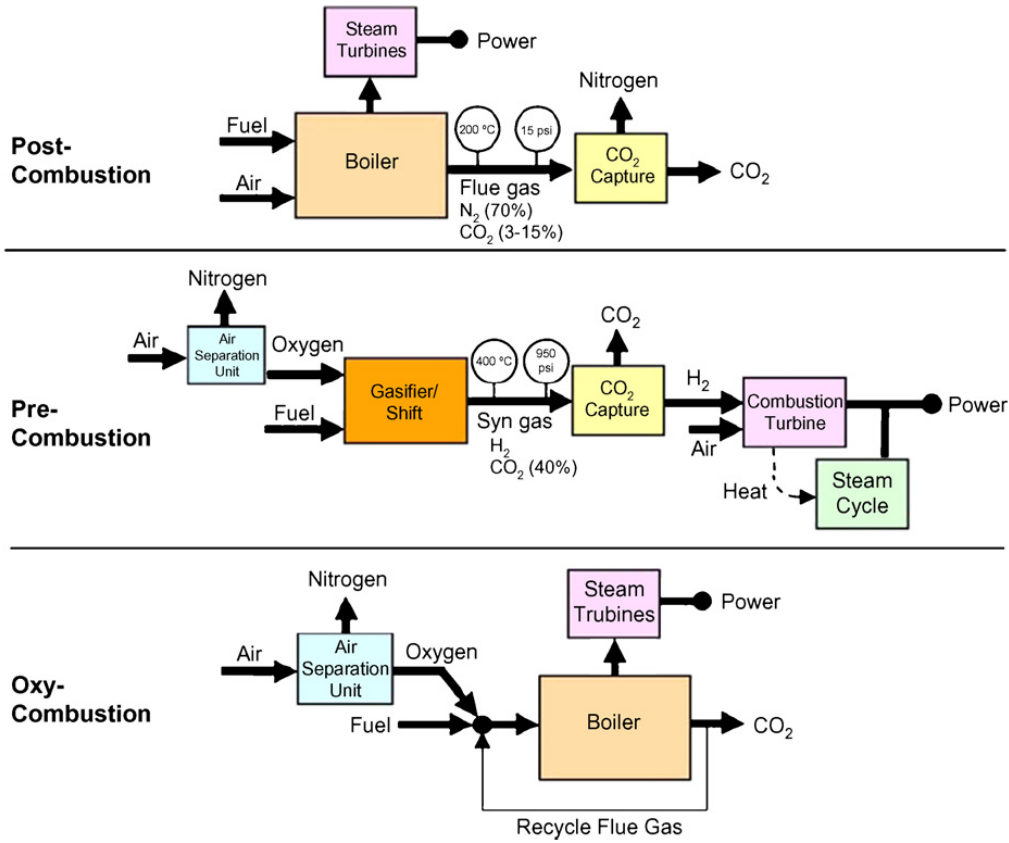 Post-
Combustion
Steam
Turbines
Power
Fuel
Air
Boiler
200 ºC
15 psi
Flue gas
N₂ (70%)
CO₂ (3-15%)
Nitrogen
CO₂
Capture
CO₂
Pre-
Combustion
Nitrogen
Air
Air
Separation
Unit
Oxygen
Fuel
Gasifier/
Shift
400 ºC
950
psi
Syn gas
H₂
CO₂ (40%)
CO₂
CO₂
Capture
H₂
Air
Combustion
Turbine
Power
Heat
Steam
Cycle
Oxy-
Combustion
Nitrogen
Air
Air
Separation
Unit
Oxygen
Fuel
Steam
Trubines
Power
Boiler
CO₂
Recycle Flue Gas